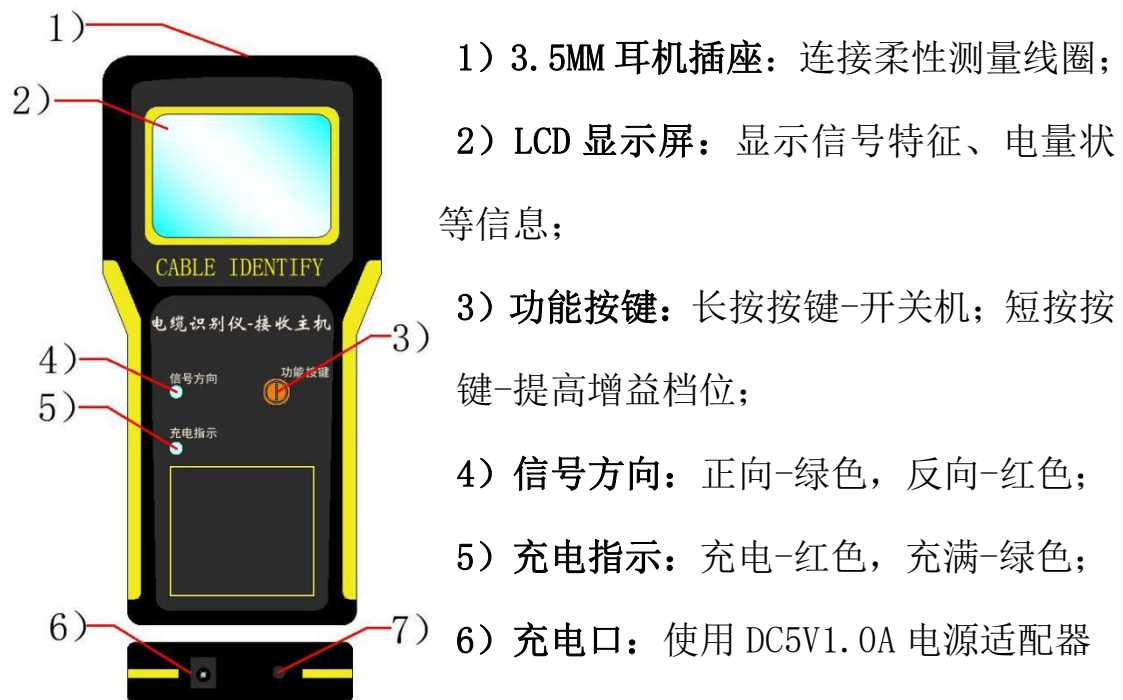 1)
2)
CABLE IDENTIFY
电缆识别仪-接收主机
3)
4)
信号方向
功能按键
5)
充电指示
6)
7)
1）3.5MM 耳机插座：连接柔性测量线圈；
2）LCD 显示屏：显示信号特征、电量状
等信息；
3）功能按键：长按按键-开关机；短按按
键-提高增益档位；
4）信号方向：正向-绿色，反向-红色；
5）充电指示：充电-红色，充满-绿色；
6）充电口：使用 DC5V1.0A 电源适配器